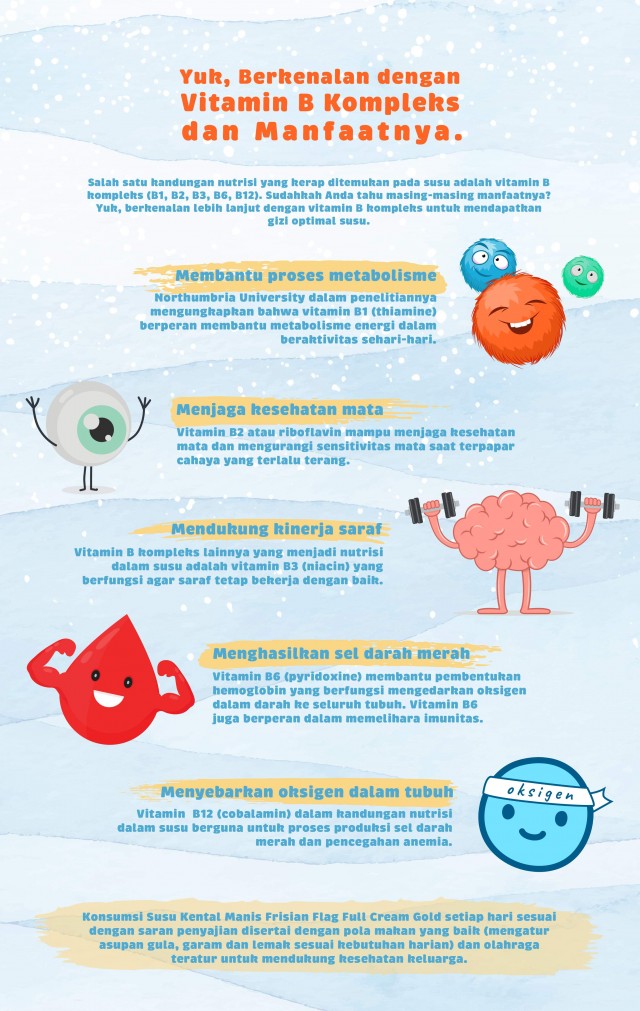 Yuk, Berkenalan dengan
Vitamin B Kompleks
dan Manfaatnya.
Salah satu kandungan nutrisi yang kerap ditemukan pada susu adalah vitamin B
kompleks (B1, B2, B3, B6, B12). Sudahkah Anda tahu masing-masing manfaatnya?
Yuk, berkenalan lebih lanjut dengan vitamin B kompleks untuk mendapatkan
gizi optimal susu.
Membantu proses metabolisme
Northumbria University dalam penelitiannya
mengungkapkan bahwa vitamin B1 (thiamine)
berperan membantu metabolisme energi dalam
beraktivitas sehari-hari.
Menjaga kesehatan mata
Vitamin B2 atau riboflavin mampu menjaga kesehatan
mata dan mengurangi sensitivitas mata saat terpapar
cahaya yang terlalu terang.
Mendukung kinerja saraf
Vitamin B kompleks lainnya yang menjadi nutrisi
dalam susu adalah vitamin B3 (niacin) yang
berfungsi agar saraf tetap bekerja dengan baik.
Menghasilkan sel darah merah
Vitamin B6 (pyridoxine) membantu pembentukan
hemoglobin yang berfungsi mengedarkan oksigen
dalam darah ke seluruh tubuh. Vitamin B6
juga berperan dalam memelihara imunitas.
Menyebarkan oksigen dalam tubuh
Vitamin B12 (cobalamin) dalam kandungan nutrisi
dalam susu berguna untuk proses produksi sel darah
merah dan pencegahan anemia.
oksigen
Konsumsi Susu Kental Manis Frisian Flag Full Cream Gold setiap hari sesuai
dengan saran penyajian disertai dengan pola makan yang baik (mengatur
asupan gula, garam dan lemak sesuai kebutuhan harian) dan olahraga
teratur untuk mendukung kesehatan keluarga.